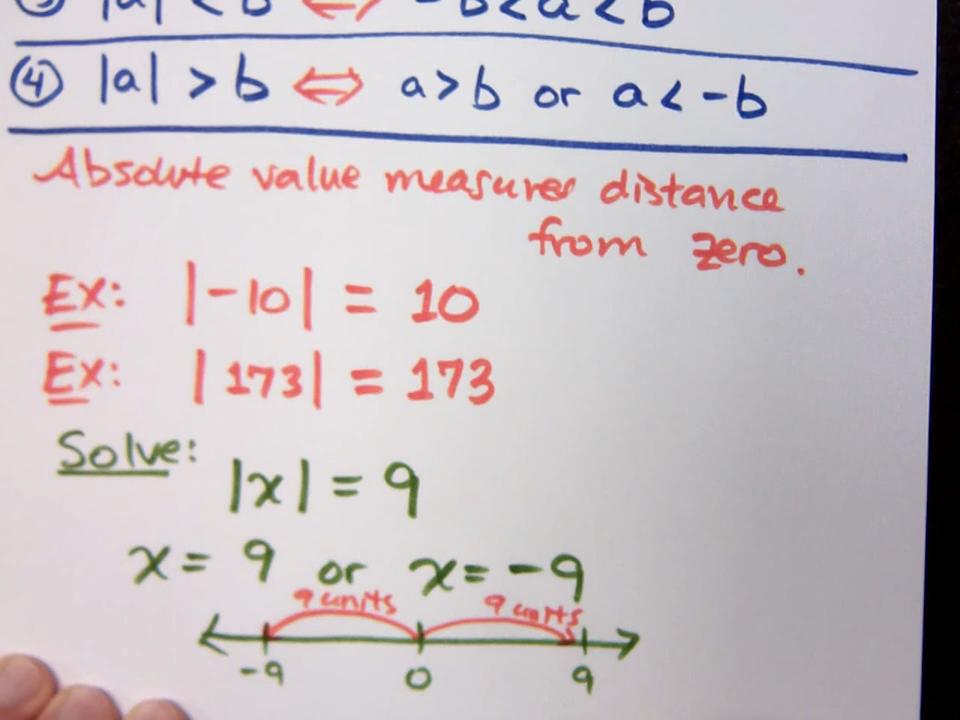 ③ |a| < b ⇔ -b < a < b
④ |a| > b ⇔ a > b or a < -b
Absolute value measures distance
from zero.
Ex: |-10| = 10
Ex: |173| = 173
Solve:
|x| = 9
x = 9 or x = -9
9 units 9 units
-9 0 9